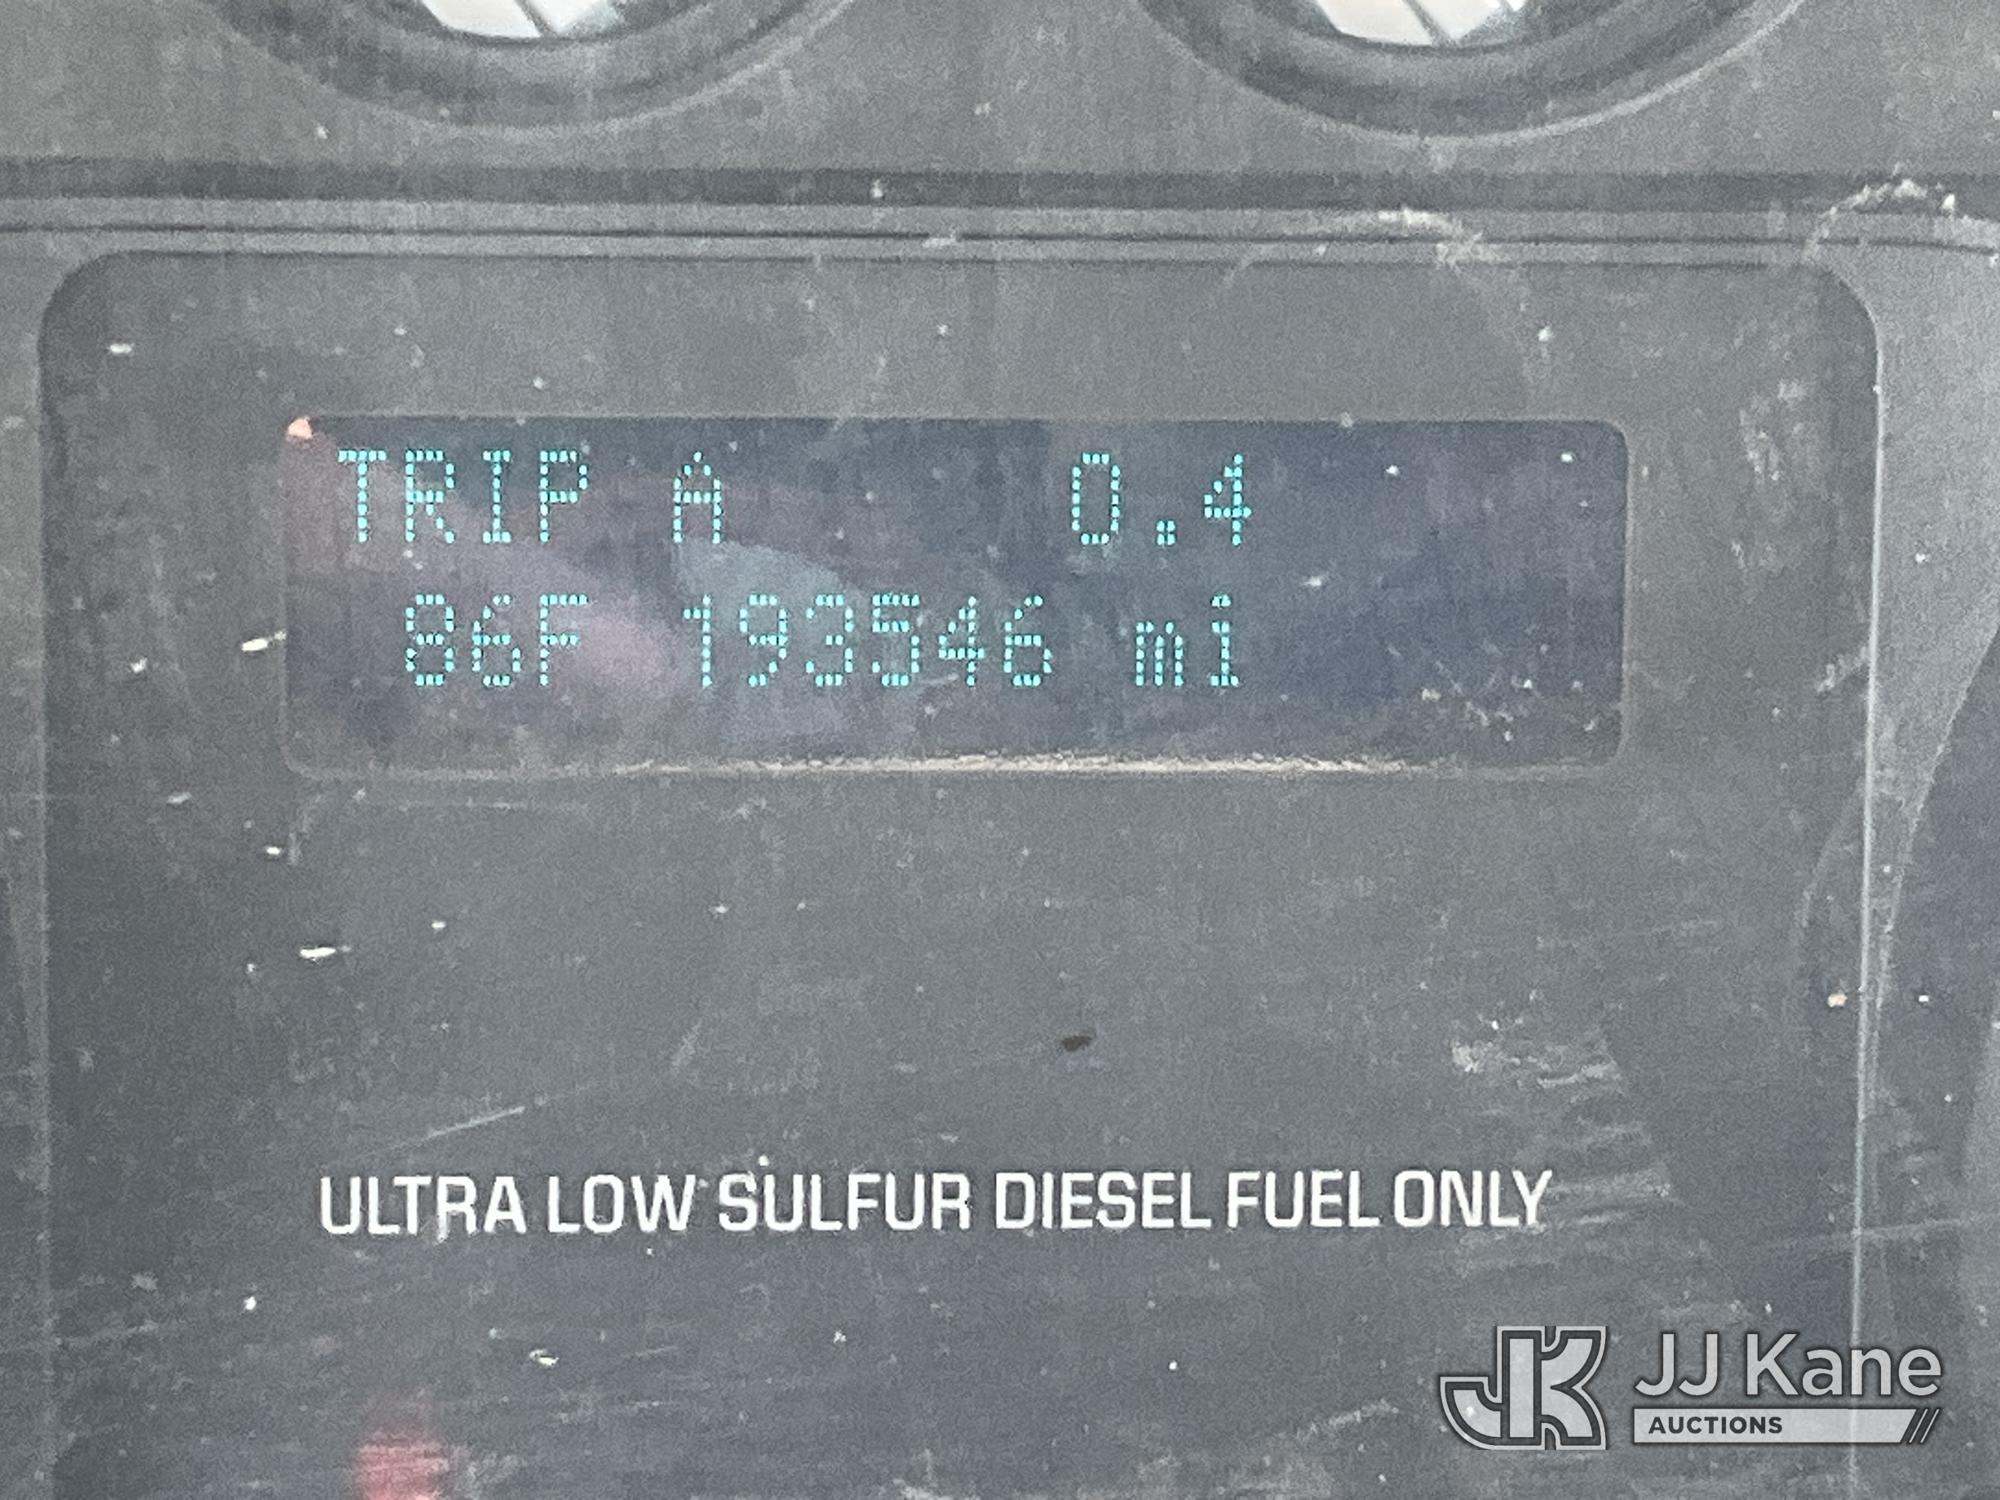 TRIP A 0.4
86F 193546 mi
ULTRA LOW SULFUR DIESEL FUEL ONLY
JK JJ Kane
AUCTIONS